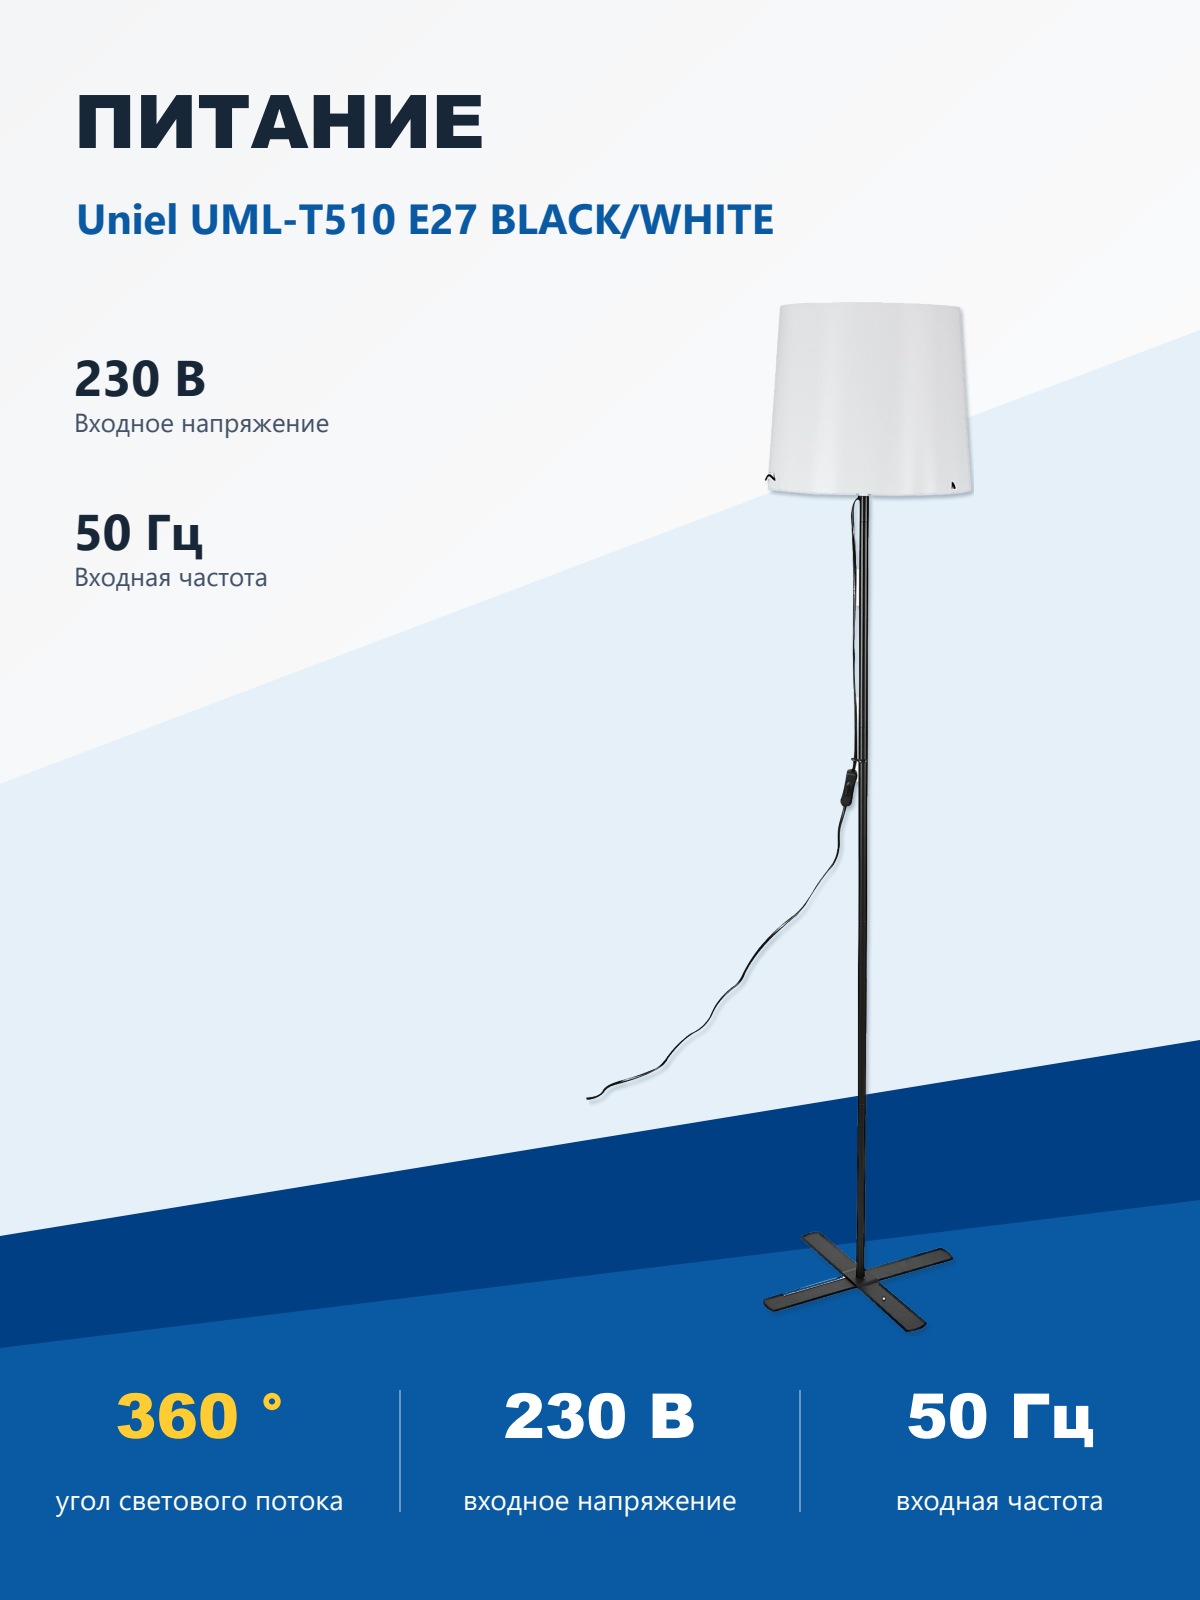 ПИТАНИЕ
Uniel UML-T510 E27 BLACK/WHITE
230 В
Входное напряжение
50 Гц
Входная частота
360 °
угол светового потока
230 В
входное напряжение
50 Гц
входная частота